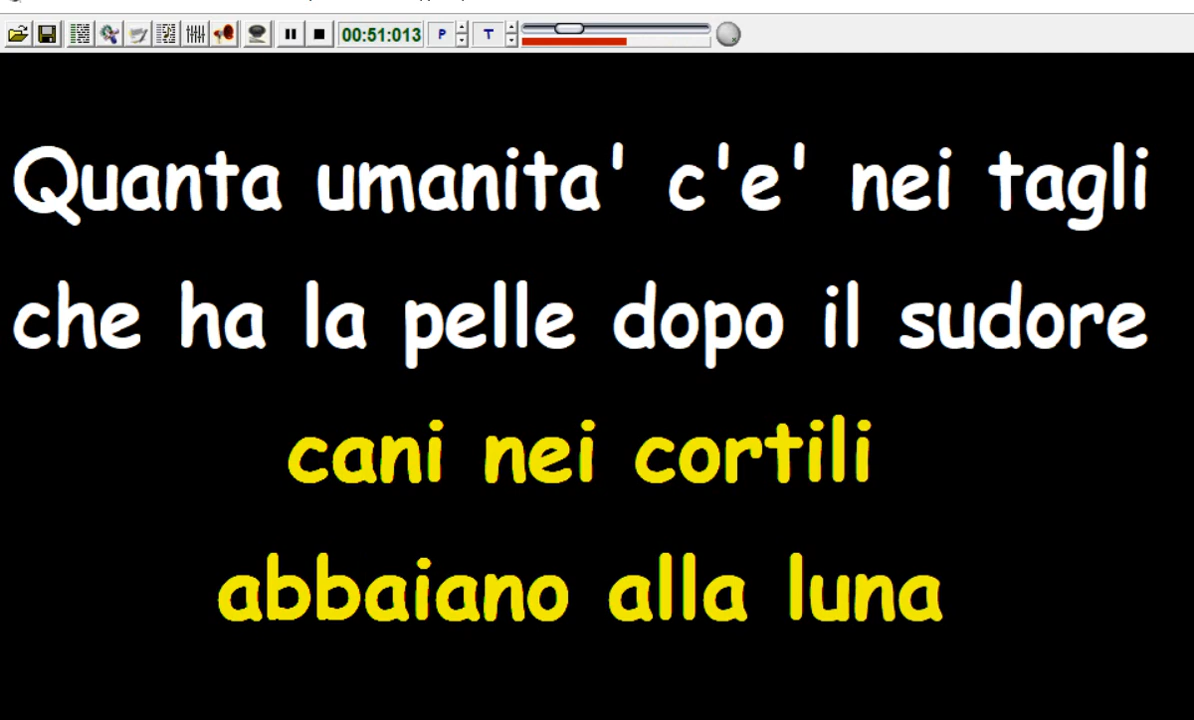 00:51:013 P T
Quanta umanita' c'e' nei tagli
che ha la pelle dopo il sudore
cani nei cortili
abbaiano alla luna